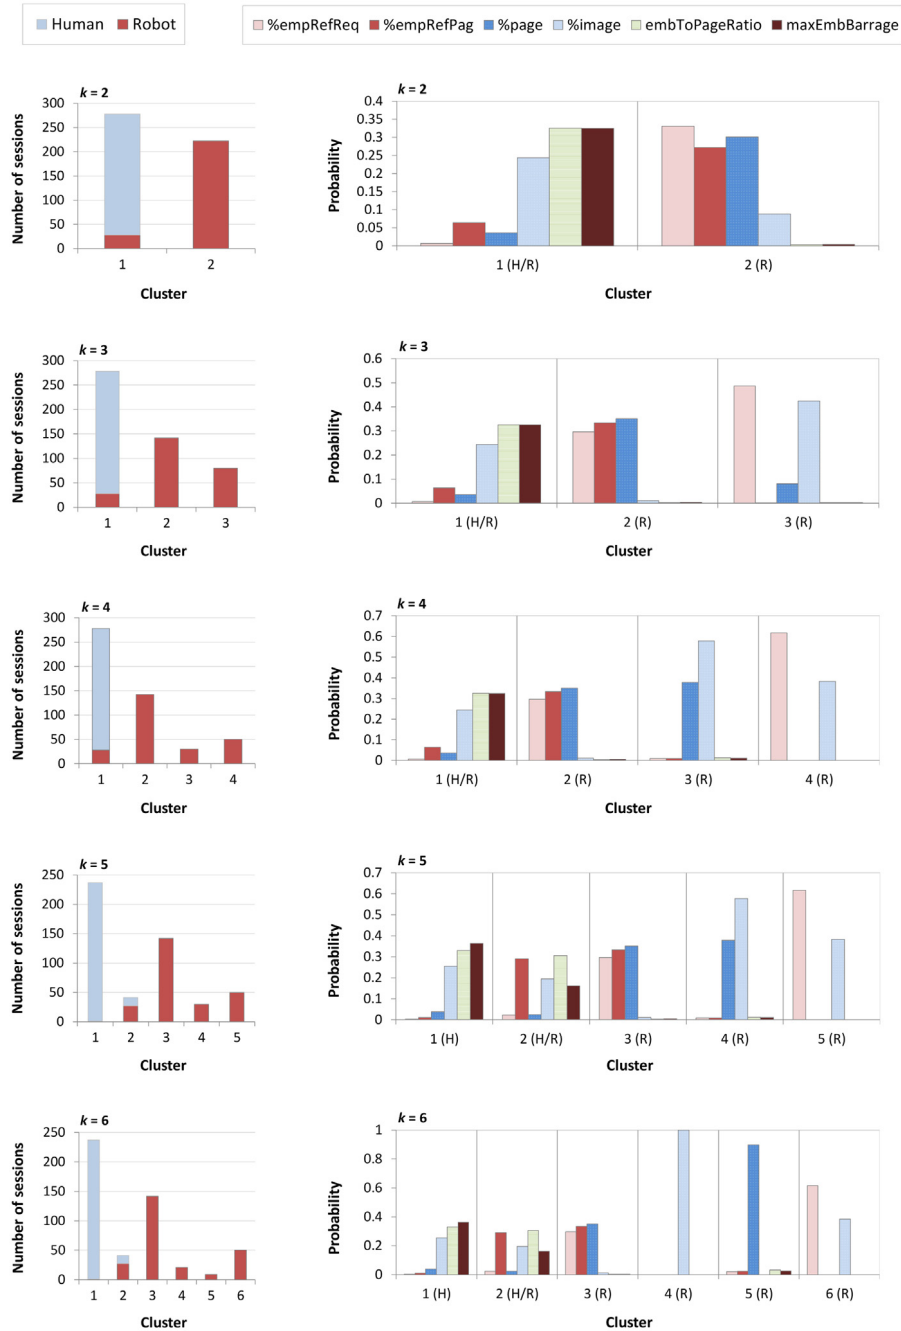 Human Robot
%empRefReq %empRefPag %page %image embToPageRatio maxEmbBarrage
k = 2
Number of sessions
300
250
200
150
100
50
0
1 2
Cluster
k = 2
Probability
0.4
0.35
0.3
0.25
0.2
0.1
0.05
0
1 (H/R) 2 (R)
Cluster
k = 3
Number of sessions
300
250
200
150
100
50
0
1 2 3
Cluster
k = 3
Probability
0.6
0.5
0.4
0.3
0.2
0.1
0
1 (H/R) 2 (R) 3 (R)
Cluster
k = 4
Number of sessions
300
250
200
150
100
50
0
1 2 3 4
Cluster
k = 4
Probability
0.7
0.6
0.5
0.4
0.3
0.2
0.1
0
1 (H/R) 2 (R) 3 (R) 4 (R)
Cluster
k = 5
Number of sessions
250
200
150
100
50
0
1 2 3 4 5
Cluster
k = 5
Probability
0.7
0.6
0.5
0.4
0.3
0.2
0.1
0
1 (H) 2 (H/R) 3 (R) 4 (R) 5 (R)
Cluster
k = 6
Number of sessions
250
200
150
100
50
0
1 2 3 4 5 6
Cluster
k = 6
Probability
1
0.8
0.6
0.4
0.2
0
1 (H) 2 (H/R) 3 (R) 4 (R) 5 (R) 6 (R)
Cluster